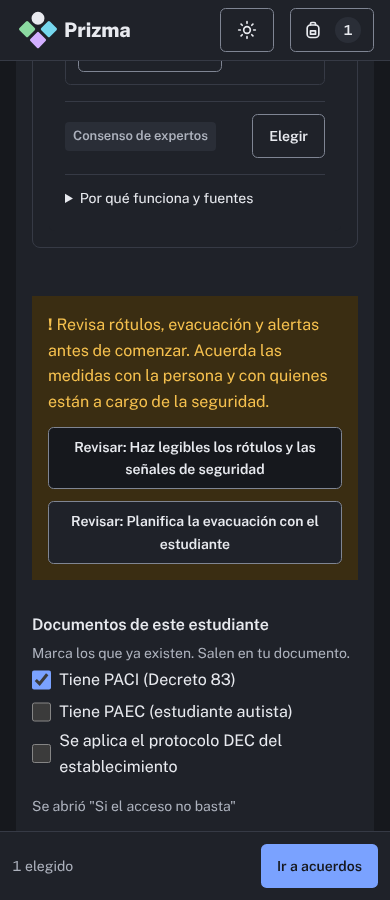 Prizma
1
Consenso de expertos
Elegir
Por qué funciona y fuentes
! Revisa rótulos, evacuación y alertas
antes de comenzar. Acuerda las
medidas con la persona y con quienes
están a cargo de la seguridad.
Revisar: Haz legibles los rótulos y las
señales de seguridad
Revisar: Planifica la evacuación con el
estudiante
Documentos de este estudiante
Marca los que ya existen. Salen en tu documento.
Tiene PACI (Decreto 83)
Tiene PAEC (estudiante autista)
Se aplica el protocolo DEC del
establecimiento
Se abrió "Si el acceso no basta"
1 elegido
Ir a acuerdos